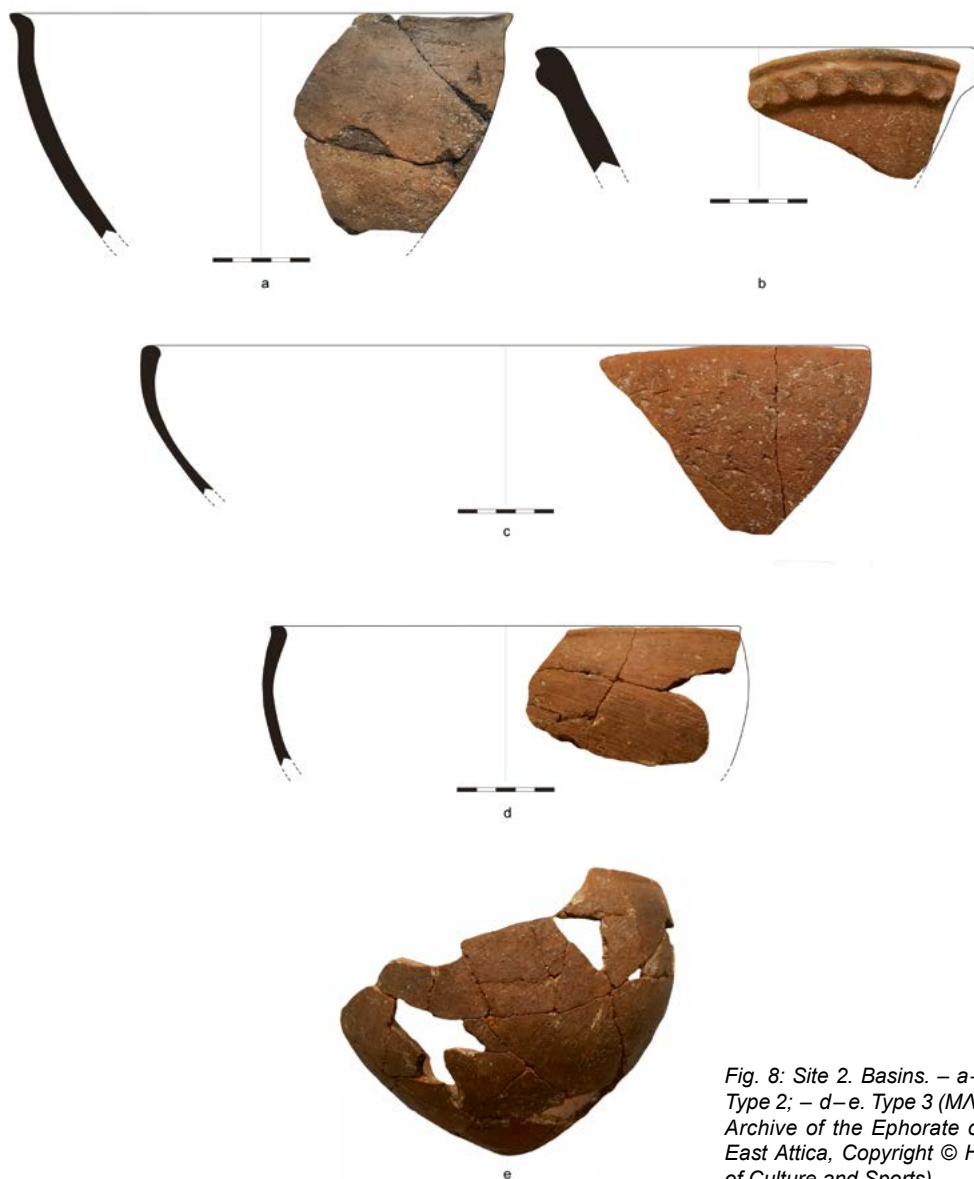 a
b
c
d
e
Fig. 8: Site 2. Basins. – a–
Type 2; – d–e. Type 3 (MΛ
Archive of the Ephorate o
East Attica, Copyright © H
of Culture and Sports)